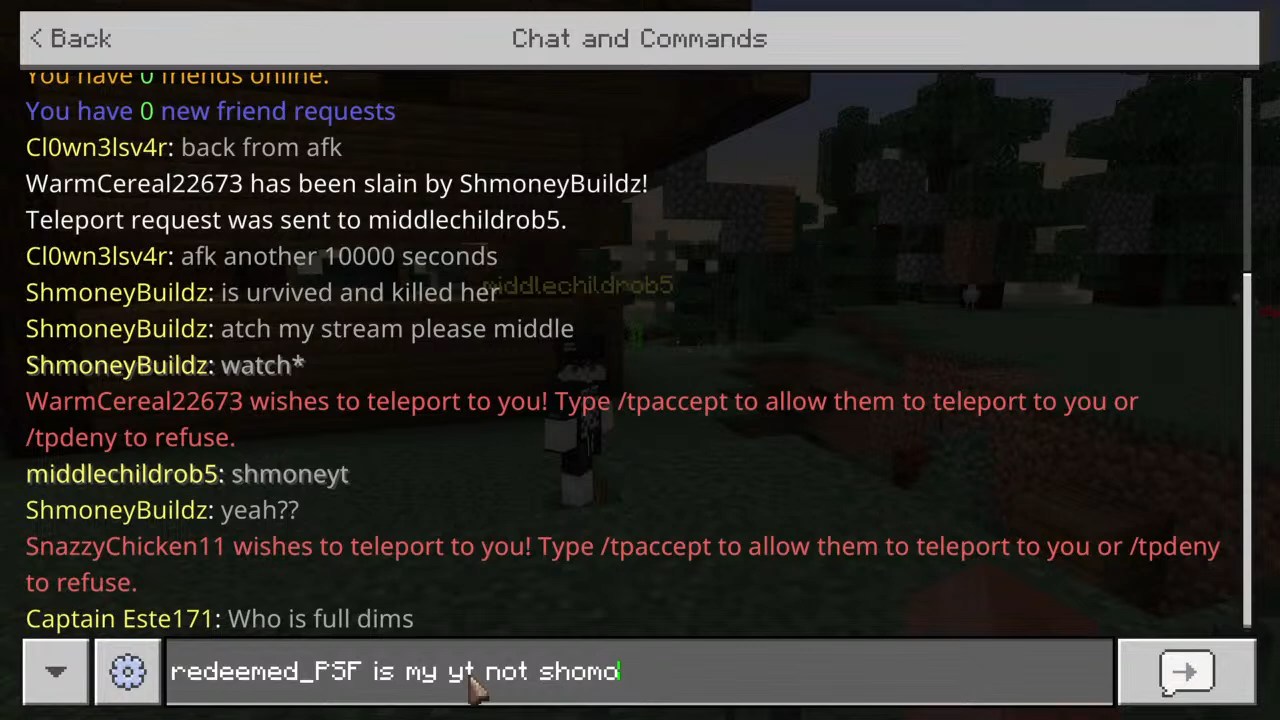 < Back
Chat and Commands
You have 0 friends online.
You have 0 new friend requests
Cl0wn3lsv4r: back from afk
WarmCereal22673 has been slain by ShmoneyBuildz!
Teleport request was sent to middlechildrob5.
Cl0wn3lsv4r: afk another 10000 seconds
middlechildrob5
ShmoneyBuildz: is urvived and killed her
ShmoneyBuildz: atch my stream please middle
ShmoneyBuildz: watch*
WarmCereal22673 wishes to teleport to you! Type /tpaccept to allow them to teleport to you or
/tpdeny to refuse.
middlechildrob5: shmoneyt
ShmoneyBuildz: yeah??
SnazzyChicken11 wishes to teleport to you! Type /tpaccept to allow them to teleport to you or /tpdeny
to refuse.
Captain Este171: Who is full dims
redeemed_PSF is my yt not shomo